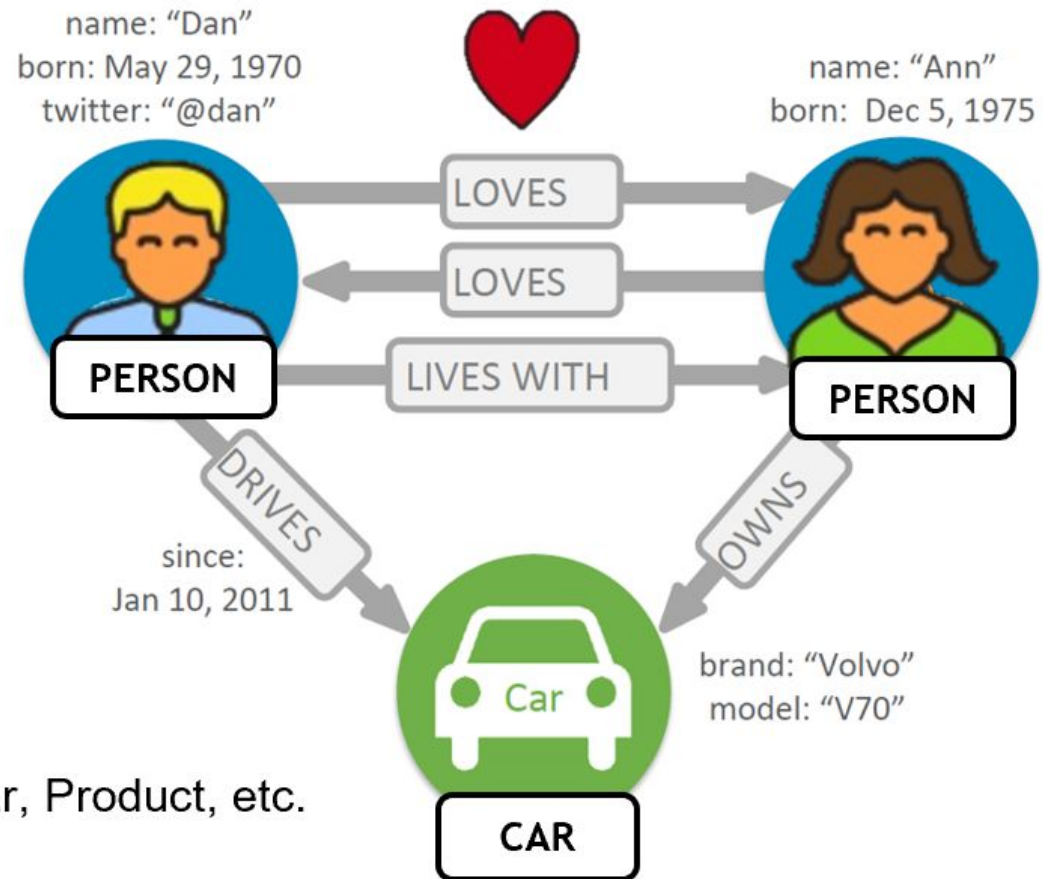 name: “Dan”
born: May 29, 1970
twitter: “@dan”
name: “Ann”
born: Dec 5, 1975
LOVES
LOVES
LIVES WITH
PERSON
PERSON
DRIVES
OWNS
since:
Jan 10, 2011
Car
brand: “Volvo”
model: “V70”
r, Product, etc.
CAR